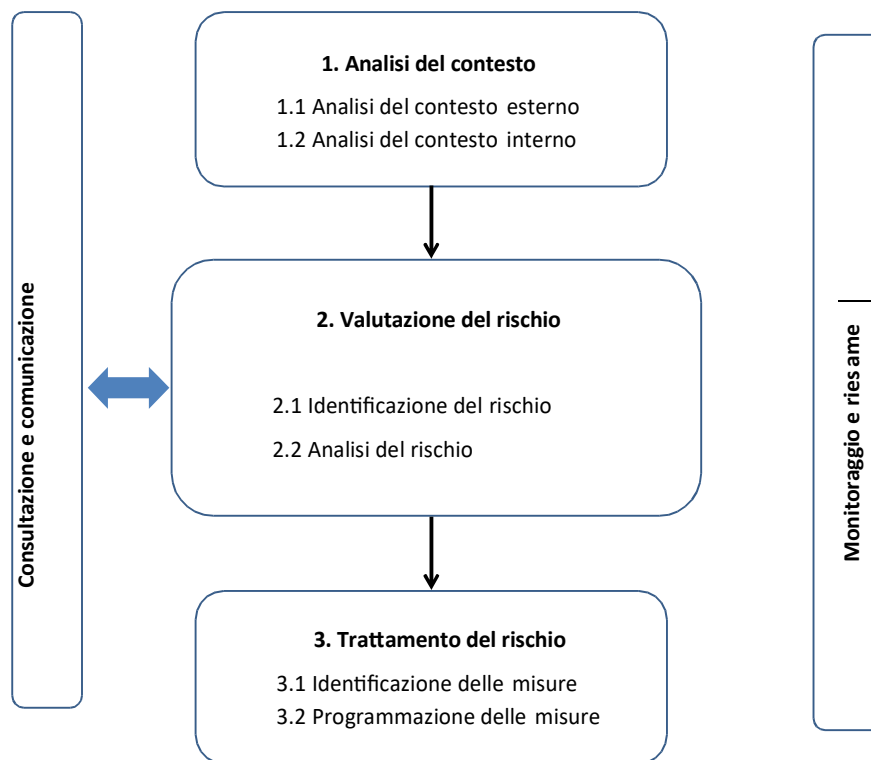 Consultazione e comunicazione
1. Analisi del contesto
1.1 Analisi del contesto esterno
1.2 Analisi del contesto interno
2. Valutazione del rischio
2.1 Identificazione del rischio
2.2 Analisi del rischio
3. Trattamento del rischio
3.1 Identificazione delle misure
3.2 Programmazione delle misure
Monitoraggio e ries ame